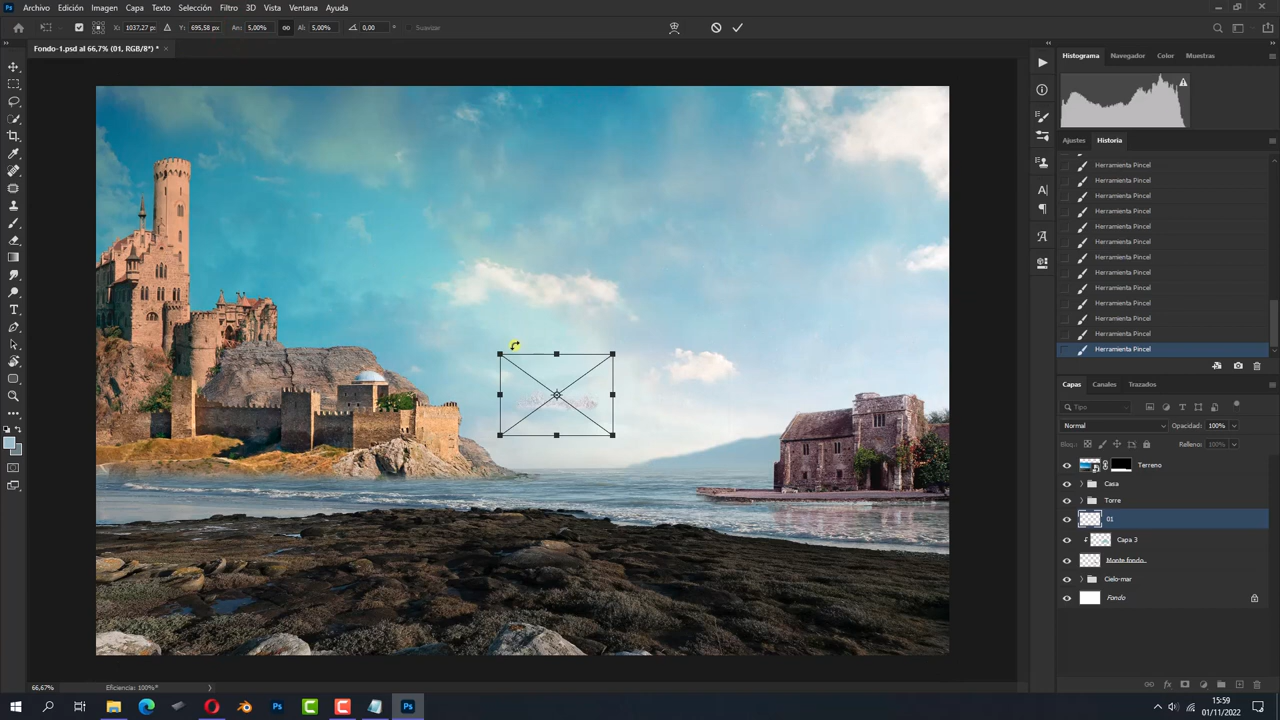 Archivo Edición Imagen Capa Texto Selección Filtro 3D Vista Ventana Ayuda
X: 1037,27 px Y: 695,58 px An: 5,00% Al: 5,00% 0,00 ° Suavizar
Fondo-1.psd al 66,7% (01, RGB/8*) * ×
Histograma Navegador Color Muestras
Ajustes Historia
Herramienta Pincel
Herramienta Pincel
Herramienta Pincel
Herramienta Pincel
Herramienta Pincel
Herramienta Pincel
Herramienta Pincel
Herramienta Pincel
Herramienta Pincel
Herramienta Pincel
Herramienta Pincel
Herramienta Pincel
Herramienta Pincel
Capas Canales Trazados
Tipo
Normal Opacidad: 100%
Bloq.: Relleno: 100%
Terreno
Casa
Torre
01
Capa 3
Monte fondo
Cielo-mar
Fondo
66,67% Eficiencia: 100%*
15:59
01/11/2022